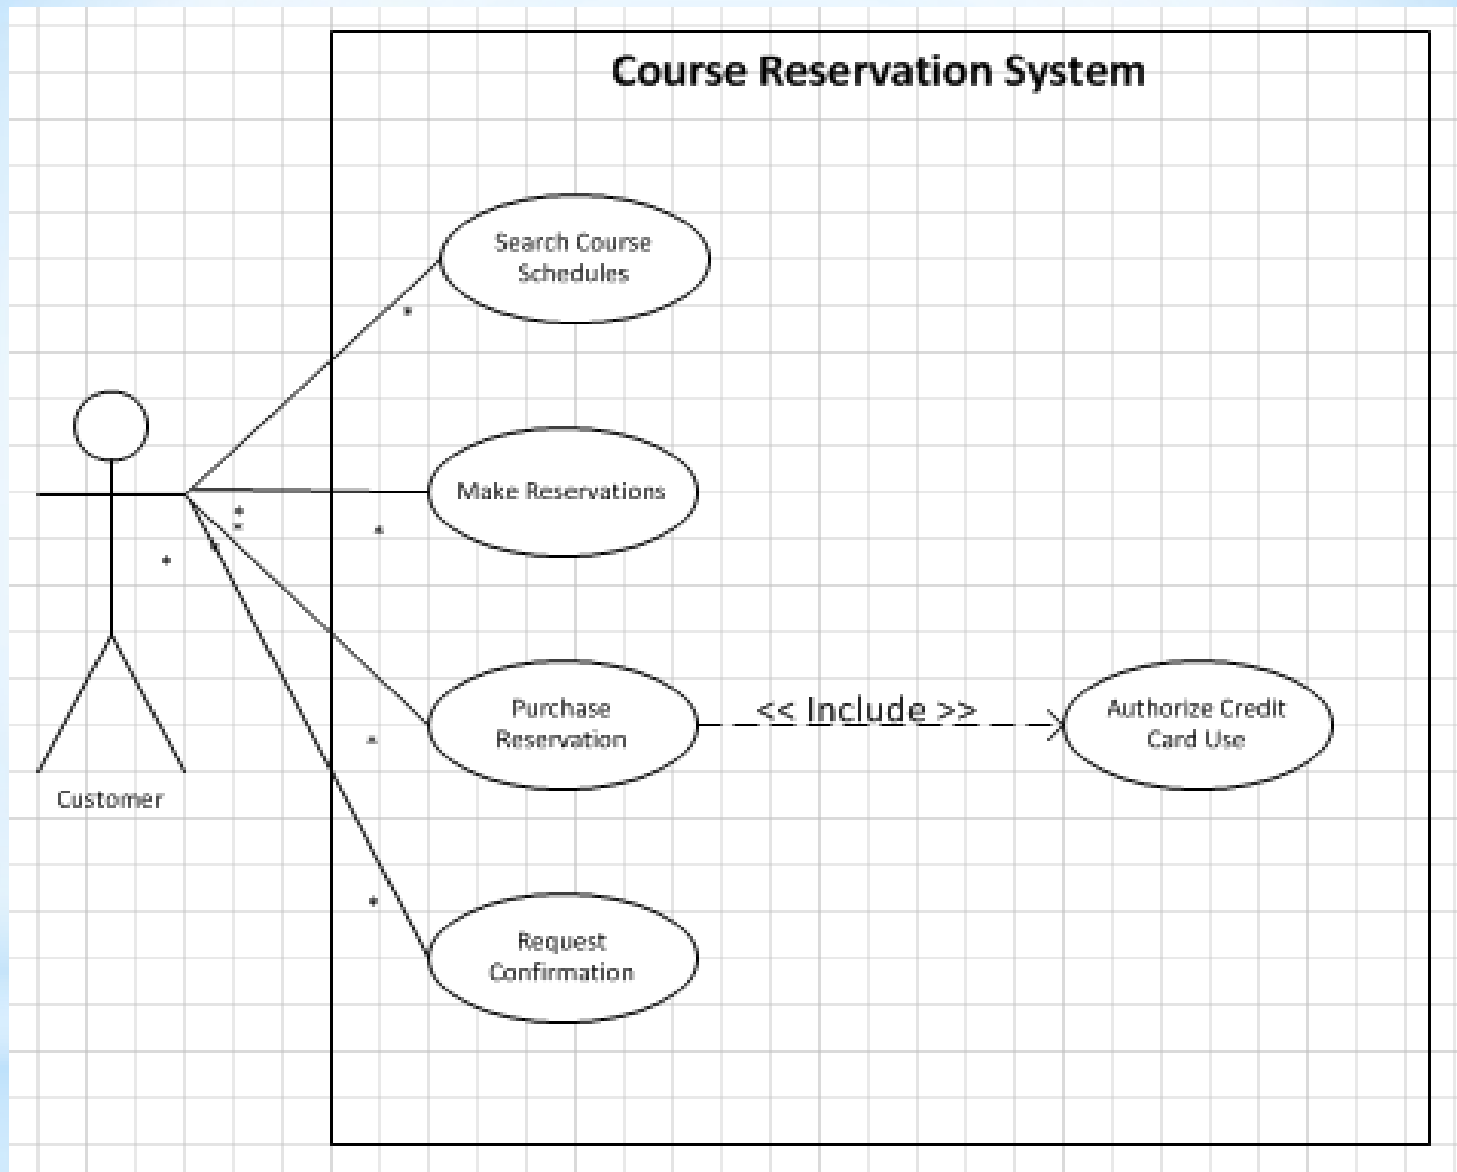 Course Reservation System
Search Course
Schedules
*
Make Reservations
*
*
*
*
*
Purchase
Reservation
<< Include >>
Authorize Credit
Card Use
*
Customer
*
Request
Confirmation